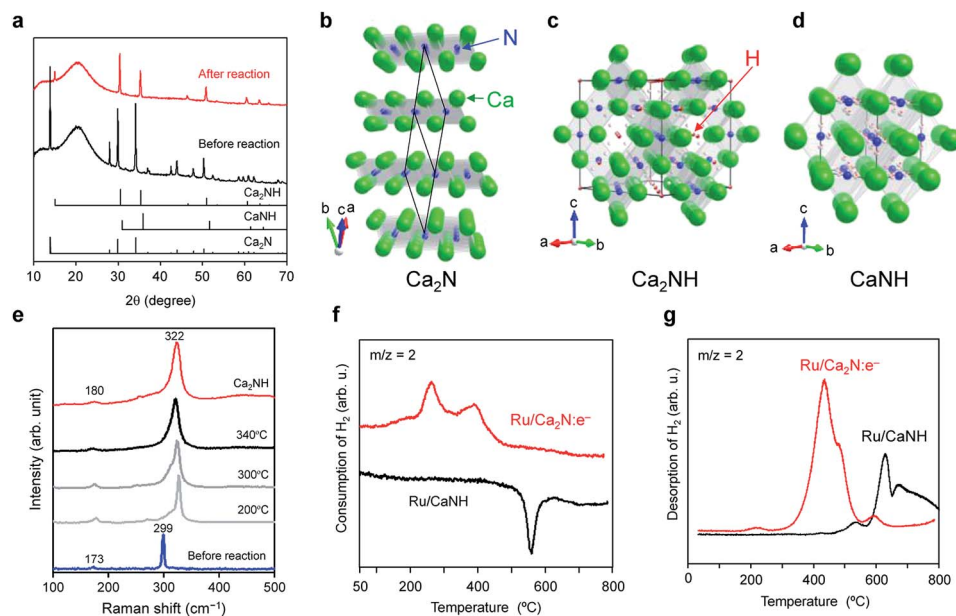 a
After reaction
Before reaction
Ca₂NH
CaNH
Ca₂N
10 20 30 40 50 60 70
2θ (degree)
b
N
Ca
b c a
Ca₂N
c
H
c
a b
Ca₂NH
d
c
a b
CaNH
e
Intensity (arb. unit)
322
180
Ca₂NH
340°C
300°C
200°C
299
173
Before reaction
100 200 300 400 500
Raman shift (cm⁻¹)
f
Consumption of H₂ (arb. u.)
m/z = 2
Ru/Ca₂N:e⁻
Ru/CaNH
50 200 400 600 800
Temperature (ºC)
g
Desorption of H₂ (arb. u.)
m/z = 2
Ru/Ca₂N:e⁻
Ru/CaNH
0 200 400 600 800
Temperature (ºC)